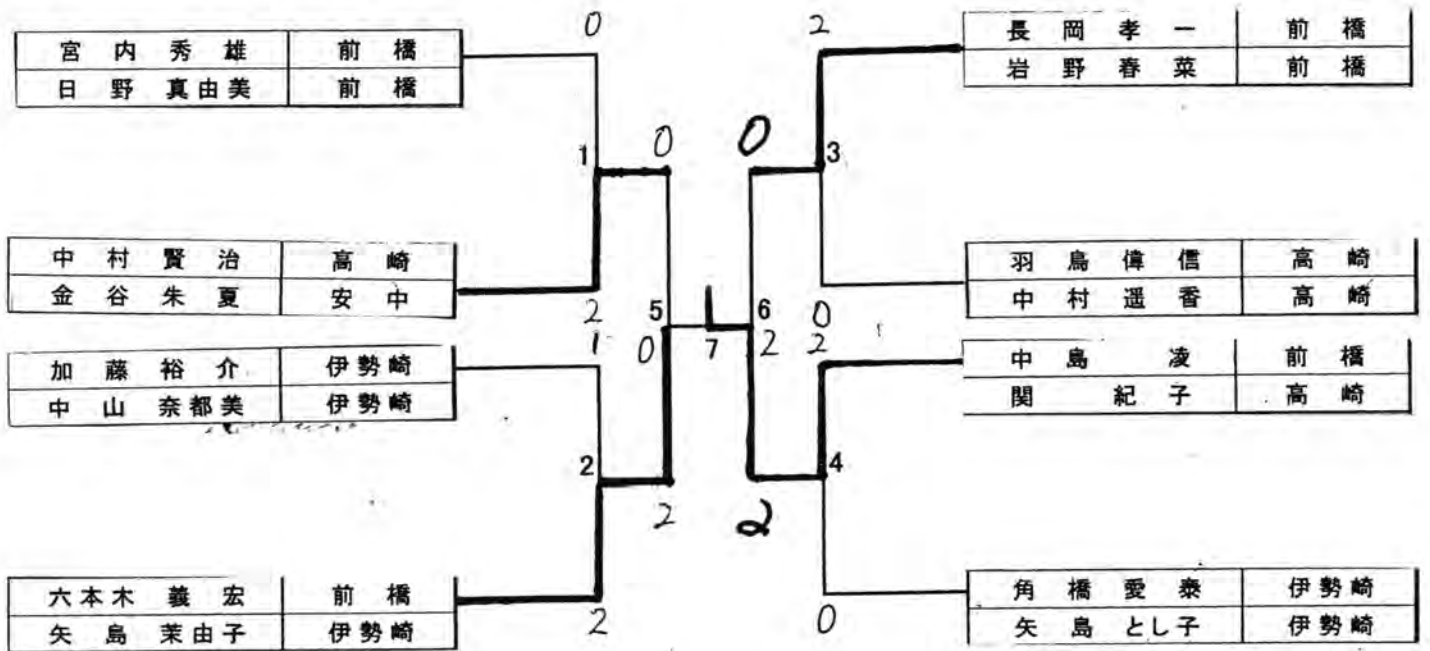 0
宮内秀雄 前橋
日野真由美 前橋
1
0
中村賢治 高崎
金谷朱夏 安中
2
5
1
0
加藤裕介 伊勢崎
中山奈都美 伊勢崎
2
2
六本木義宏 前橋
矢島茉由子 伊勢崎
2
7
2
長岡孝一 前橋
岩野春菜 前橋
0
3
羽鳥偉信 高崎
中村遥香 高崎
0
6
2
2
中島凌 前橋
関紀子 高崎
4
2
角橋愛泰 伊勢崎
矢島とし子 伊勢崎
0